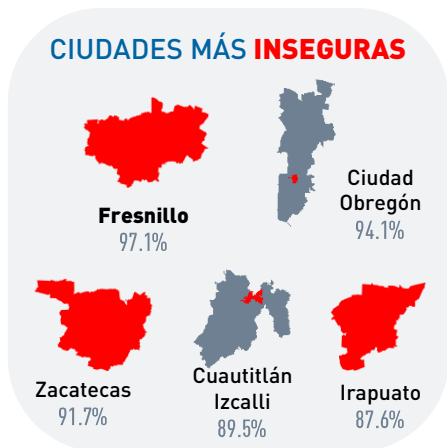 CIUDADES MÁS INSEGURAS
Fresnillo
97.1%
Ciudad
Obregón
94.1%
Zacatecas
91.7%
Cuautitlán
Izcalli
89.5%
Irapuato
87.6%